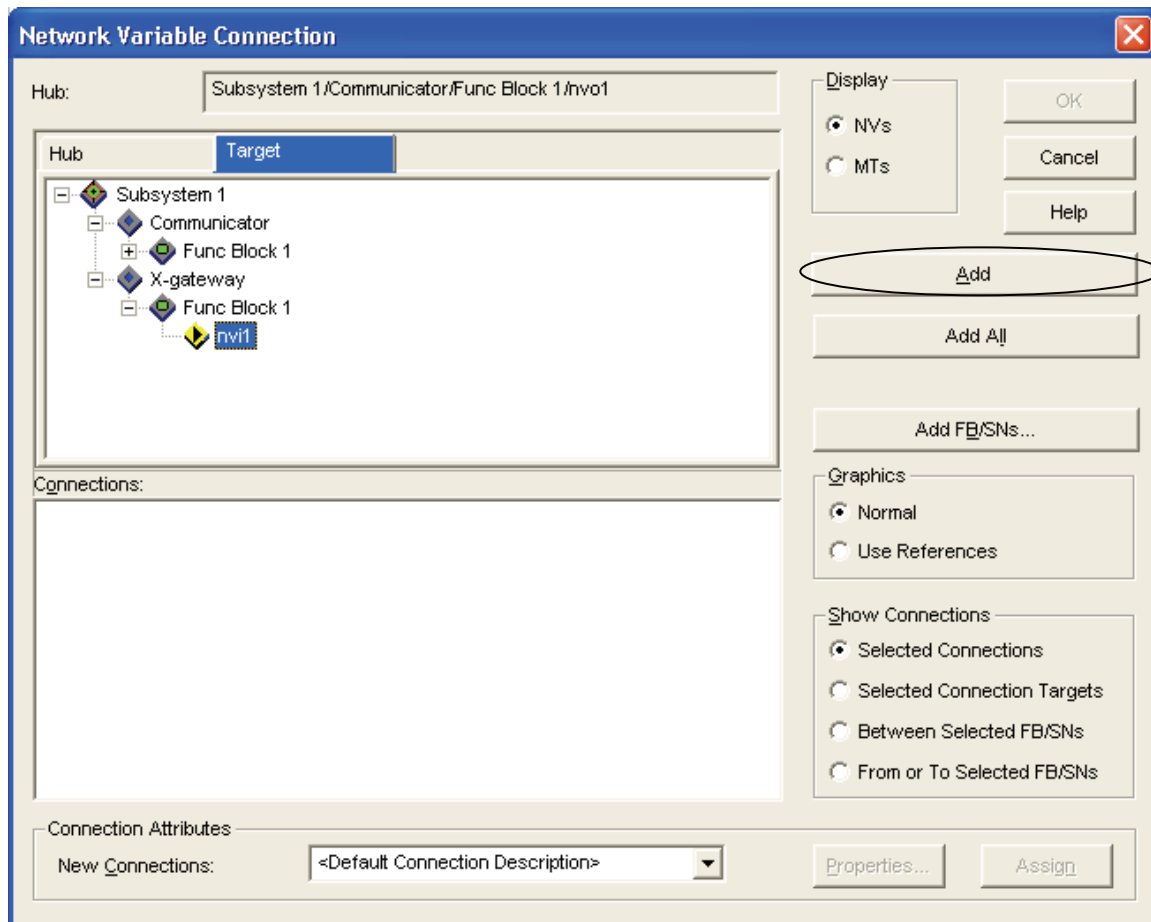 Network Variable Connection
Hub:
Subsystem 1/Communicator/Func Block 1/nvo1
Hub
Target
Subsystem 1
Communicator
Func Block 1
X-gateway
Func Block 1
nvi1
Connections:
Display
NVs
MTs
OK
Cancel
Help
Add
Add All
Add FB/SNs...
Graphics
Normal
Use References
Show Connections
Selected Connections
Selected Connection Targets
Between Selected FB/SNs
From or To Selected FB/SNs
Connection Attributes
New Connections:
<Default Connection Description>
Properties...
Assign